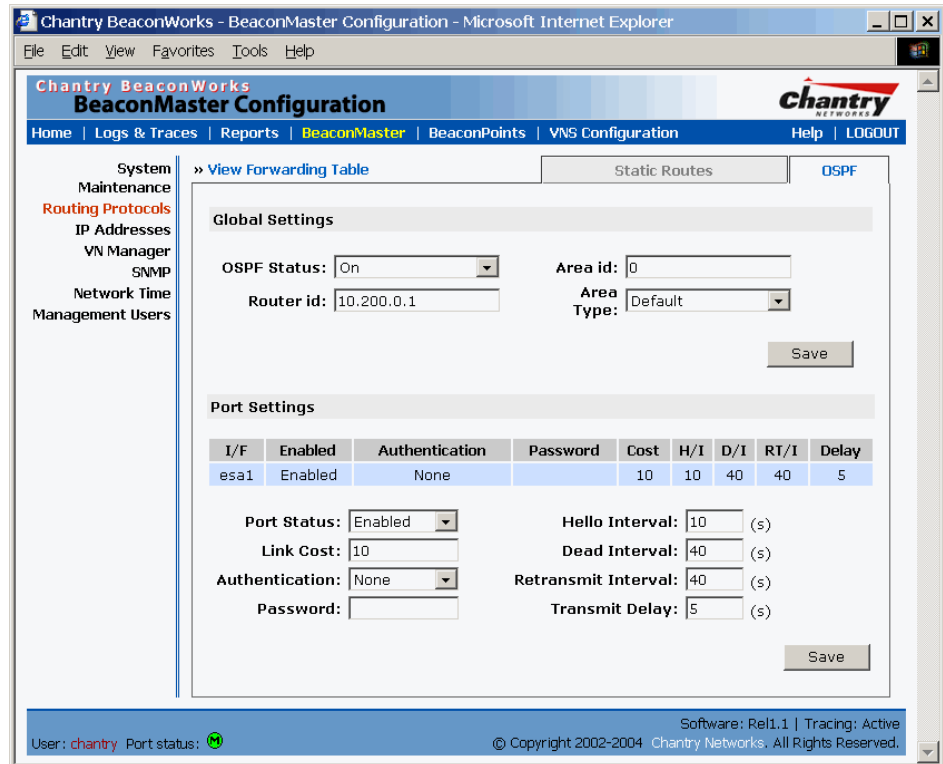 Chantry BeaconWorks - BeaconMaster Configuration - Microsoft Internet Explorer
File Edit View Favorites Tools Help
Chantry BeaconWorks
BeaconMaster Configuration
chantry
NETWORKS
Home | Logs & Traces | Reports | BeaconMaster | BeaconPoints | VNS Configuration Help | LOGOUT
System Maintenance
Routing Protocols
IP Addresses
VN Manager
SNMP
Network Time
Management Users
» View Forwarding Table Static Routes OSPF
Global Settings
OSPF Status: On Area id: 0
Router id: 10.200.0.1 Area Type: Default
Save
Port Settings
I/F Enabled Authentication Password Cost H/I D/I RT/I Delay
esa1 Enabled None 10 10 40 40 5
Port Status: Enabled Hello Interval: 10 (s)
Link Cost: 10 Dead Interval: 40 (s)
Authentication: None Retransmit Interval: 40 (s)
Password: Transmit Delay: 5 (s)
Save
Software: Rel1.1 | Tracing: Active
User: chantry Port status: M © Copyright 2002-2004 Chantry Networks. All Rights Reserved.